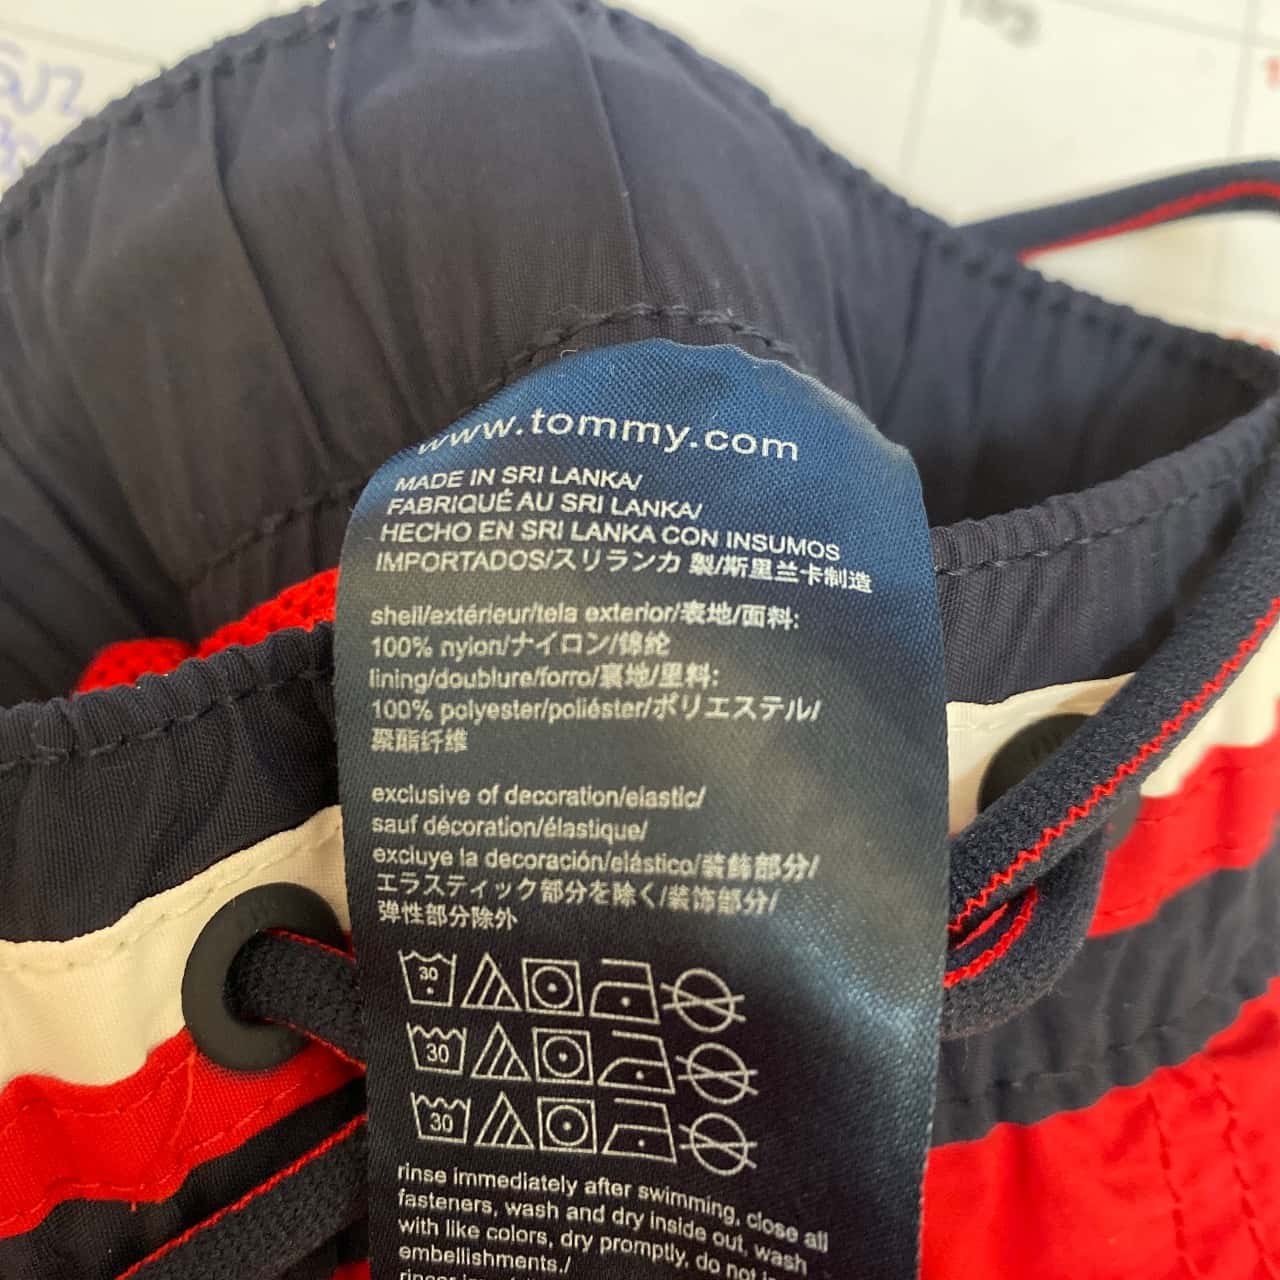 www.tommy.com
MADE IN SRI LANKA/
FABRIQUÉ AU SRI LANKA/
HECHO EN SRI LANKA CON INSUMOS
IMPORTADOS/スリランカ 製/斯里兰卡制造
shell/extérieur/tela exterior/表地/面料:
100% nylon/ナイロン/锦纶
lining/doublure/forro/裏地/里料:
100% polyester/poliéster/ポリエステル/
聚酯纤维
exclusive of decoration/elastic/
sauf décoration/élastique/
excluye la decoración/elástico/装飾部分/
エラスティック部分を除く/装饰部分/
弹性部分除外
30
30
30
rinse immediately after swimming, close all
fasteners, wash and dry inside out, wash
with like colors, dry promptly, do not
embellishments./